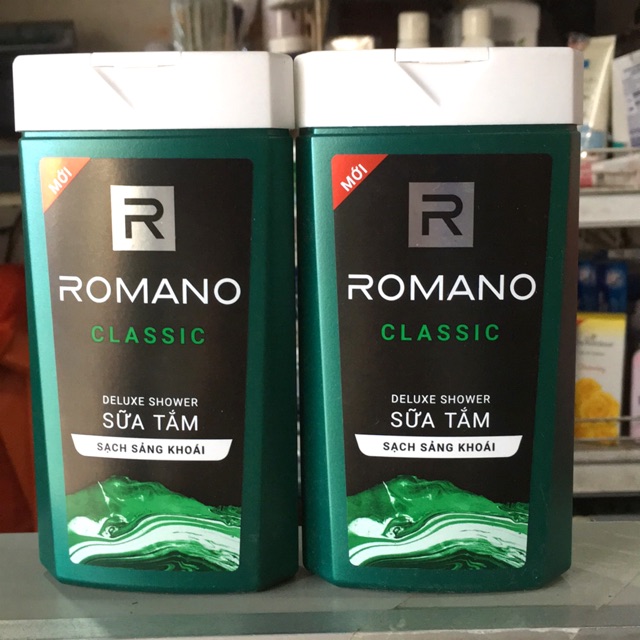 MỚI
R
ROMANO
CLASSIC
DELUXE SHOWER
SỮA TẮM
SẠCH SẢNG KHOÁI
MỚI
R
ROMANO
CLASSIC
DELUXE SHOWER
SỮA TẮM
SẠCH SẢNG KHOÁI